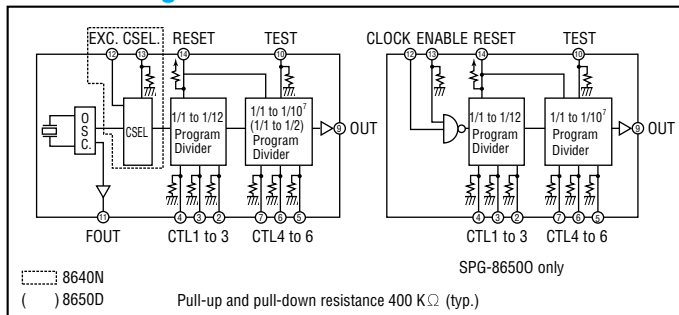 EXC. CSEL. RESET TEST
12 13 14 10
O
S
C.
CSEL
1/1 to 1/12
Program
Divider
1/1 to 1/10⁷
(1/1 to 1/2)
Program
Divider
9 OUT
11 4 3 2 7 6 5
FOUT CTL1 to 3 CTL4 to 6
CLOCK ENABLE RESET TEST
12 13 14 10
1/1 to 1/12
Program
Divider
1/1 to 1/10⁷
Program
Divider
9 OUT
4 3 2 7 6 5
CTL1 to 3 CTL4 to 6
SPG-8650O only
8640N
( ) 8650D
Pull-up and pull-down resistance 400 KΩ (typ.)